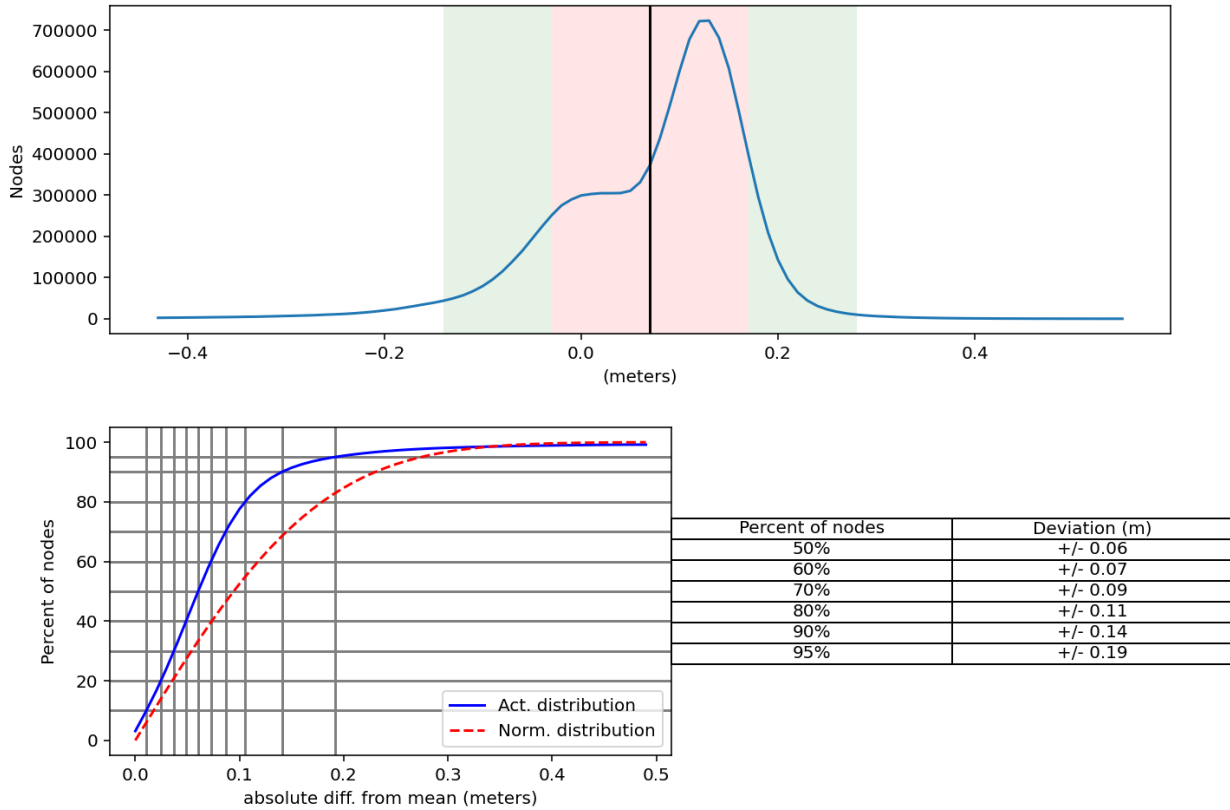 700000
600000
500000
400000
300000
200000
100000
0
Nodes
−0.4 −0.2 0.0 0.2 0.4
(meters)
100
80
60
40
20
0
Percent of nodes
Act. distribution
Norm. distribution
0.0 0.1 0.2 0.3 0.4 0.5
absolute diff. from mean (meters)
Percent of nodes Deviation (m)
50% +/- 0.06
60% +/- 0.07
70% +/- 0.09
80% +/- 0.11
90% +/- 0.14
95% +/- 0.19